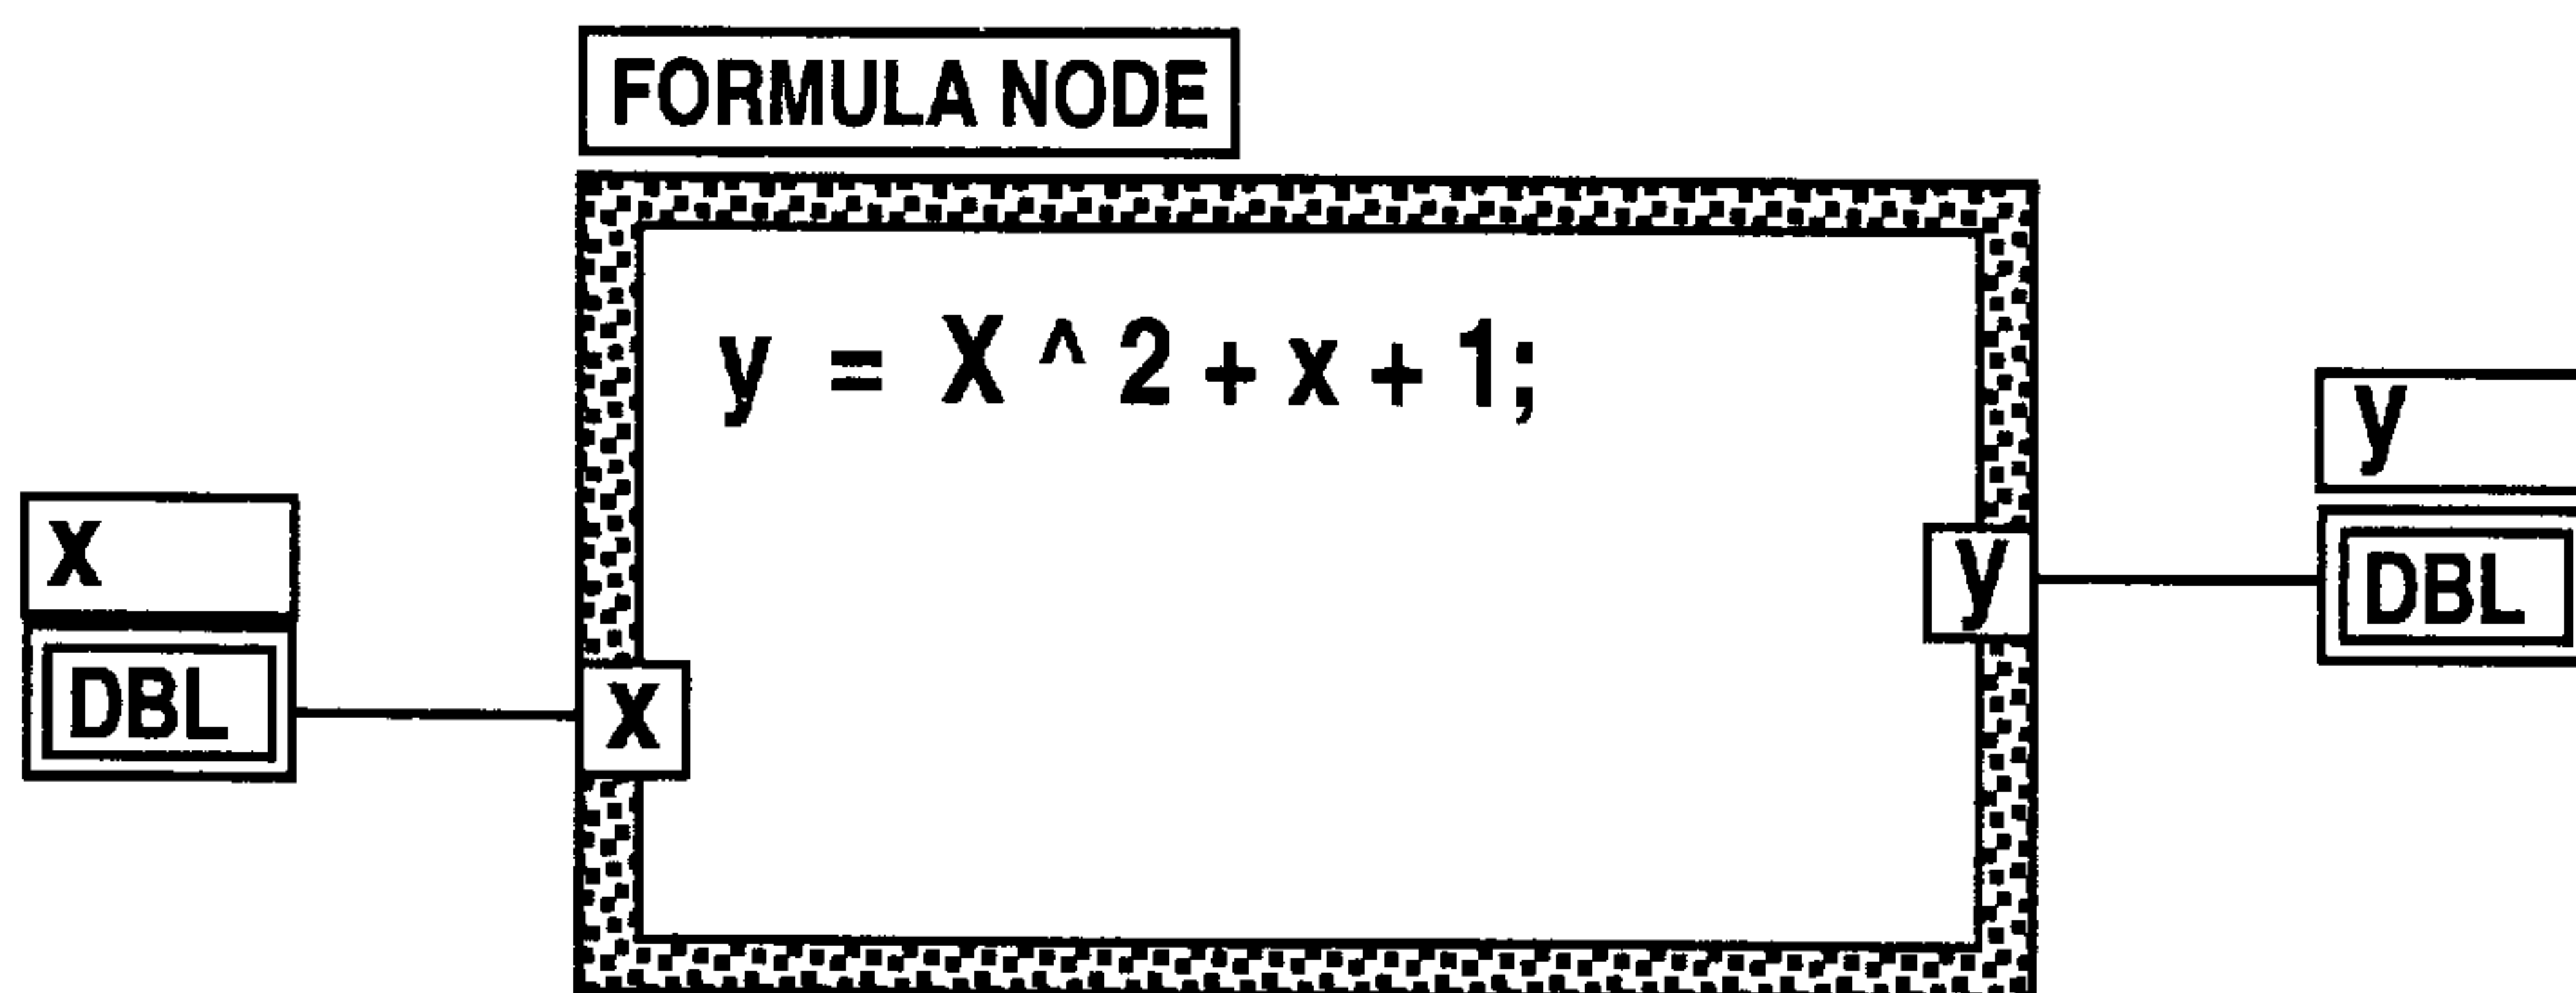 FORMULA NODE
y = X ^ 2 + x + 1;
x
DBL
x
y
y
DBL